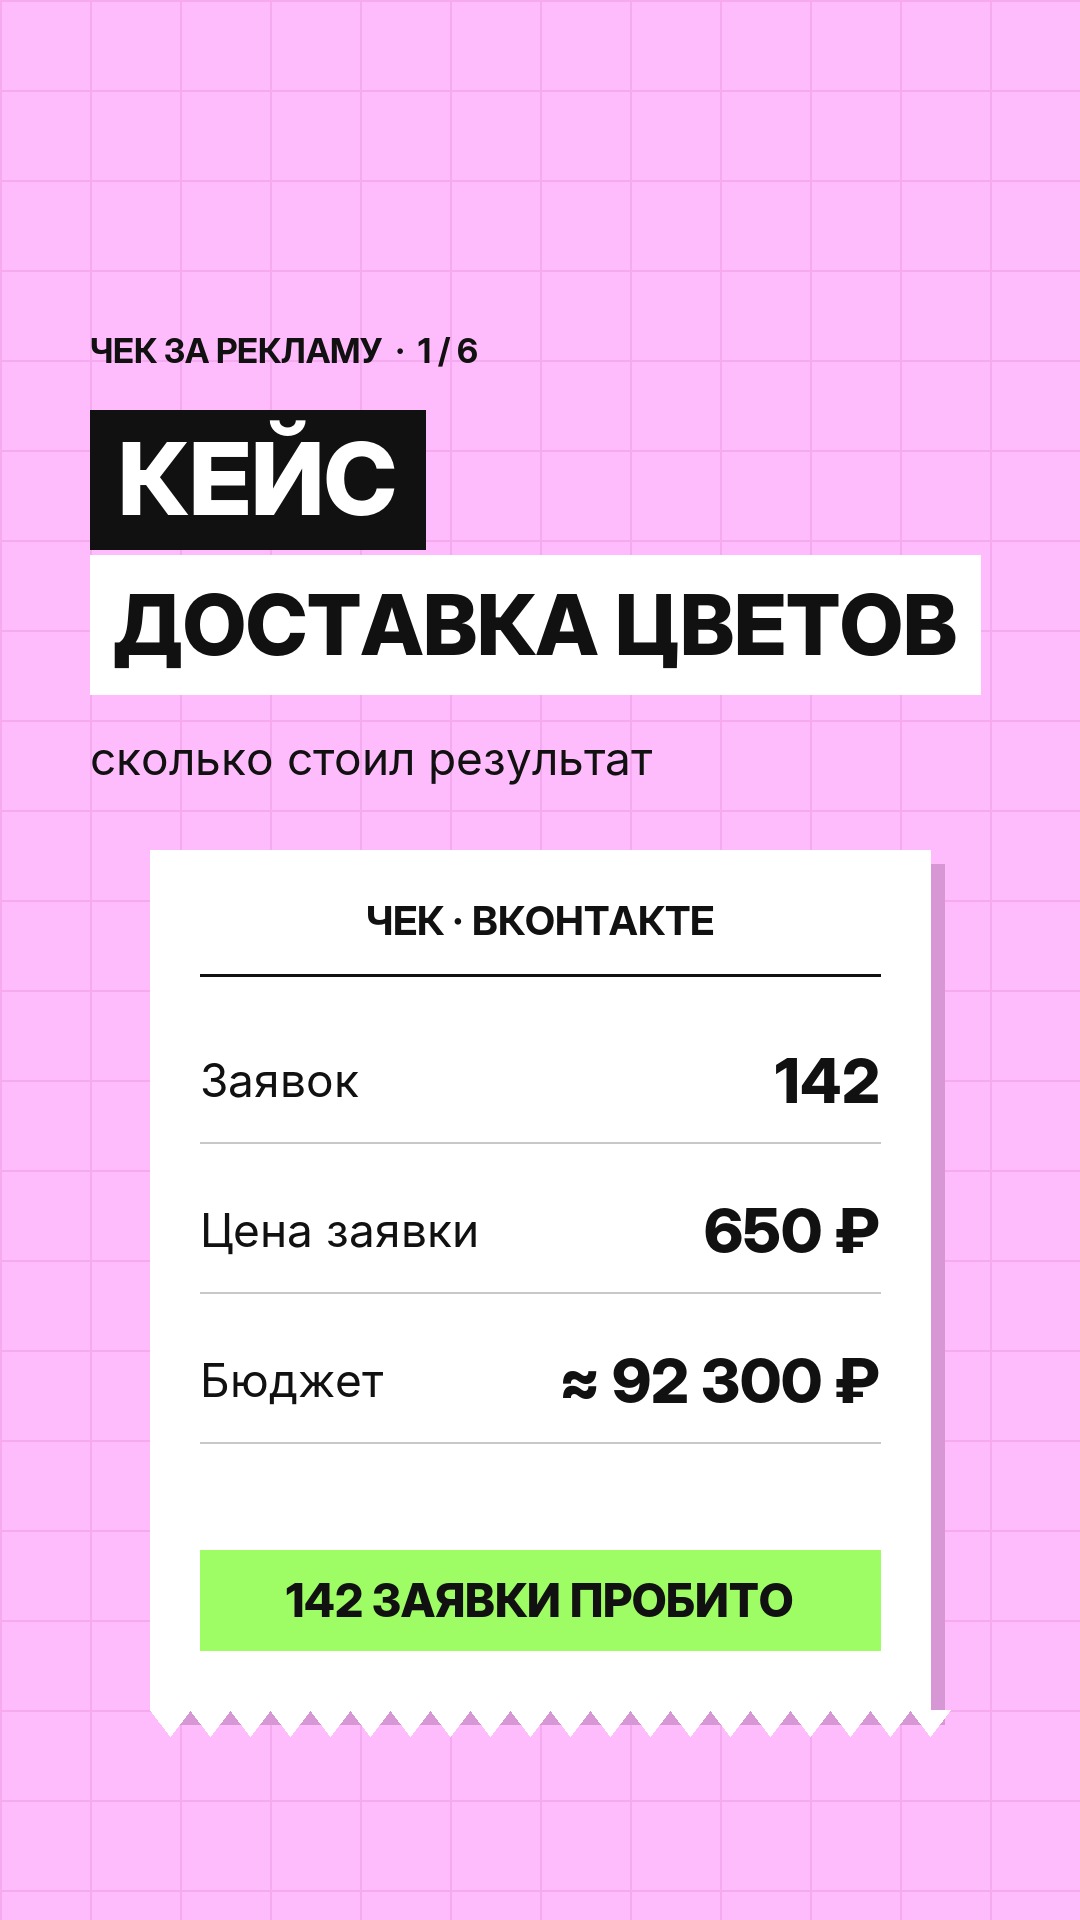 ЧЕК ЗА РЕКЛАМУ · 1 / 6
КЕЙС
ДОСТАВКА ЦВЕТОВ
сколько стоил результат
ЧЕК · ВКОНТАКТЕ
Заявок 142
Цена заявки 650 ₽
Бюджет ≈ 92 300 ₽
142 ЗАЯВКИ ПРОБИТО